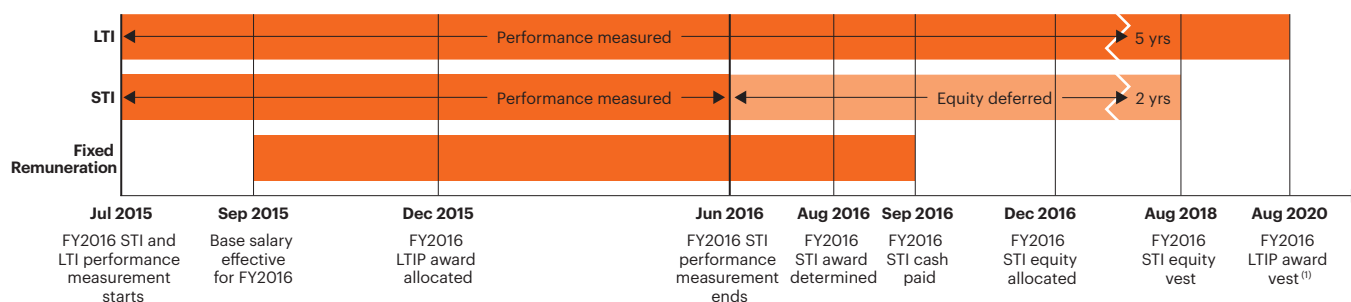 LTI
Performance measured
5 yrs
STI
Performance measured
Equity deferred
2 yrs
Fixed
Remuneration
Jul 2015
FY2016 STI and
LTI performance
measurement
starts
Sep 2015
Base salary
effective
for FY2016
Dec 2015
FY2016
LTIP award
allocated
Jun 2016
FY2016 STI
performance
measurement
ends
Aug 2016
FY2016
STI award
determined
Sep 2016
FY2016
STI cash
paid
Dec 2016
FY2016
STI equity
allocated
Aug 2018
FY2016
STI equity
vest
Aug 2020
FY2016
LTIP award
vest (1)